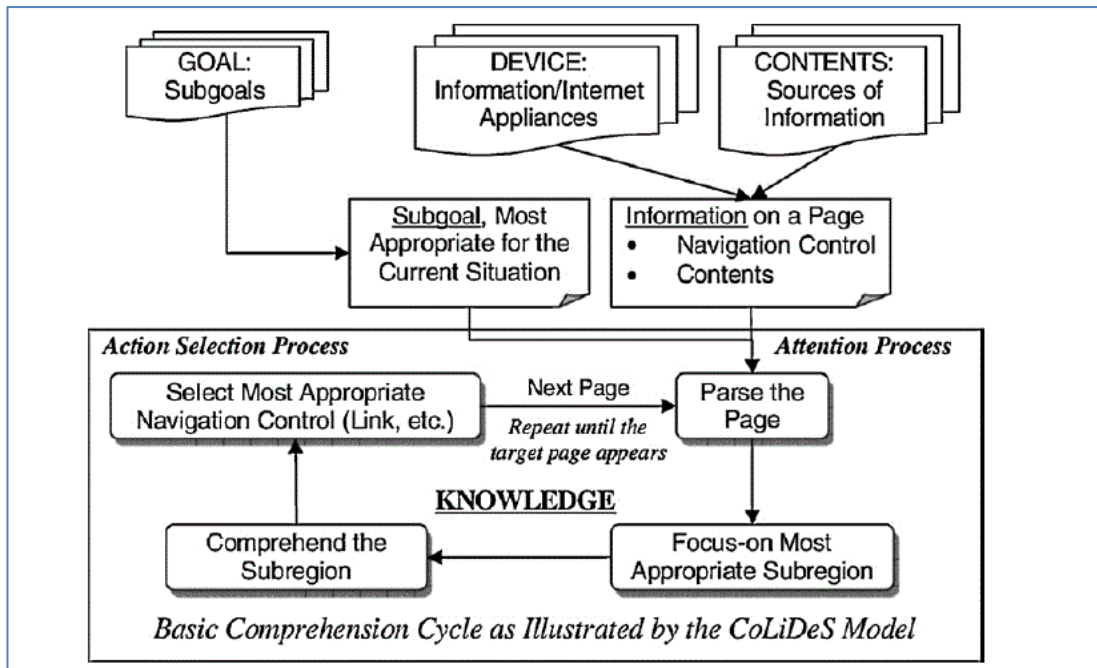 GOAL:
Subgoals
DEVICE:
Information/Internet
Appliances
CONTENTS:
Sources of
Information
Subgoal, Most
Appropriate for the
Current Situation
Information on a Page
• Navigation Control
• Contents
Action Selection Process
Attention Process
Select Most Appropriate
Navigation Control (Link, etc.)
Next Page
Repeat until the
target page appears
Parse the
Page
KNOWLEDGE
Comprehend the
Subregion
Focus-on Most
Appropriate Subregion
Basic Comprehension Cycle as Illustrated by the CoLiDeS Model